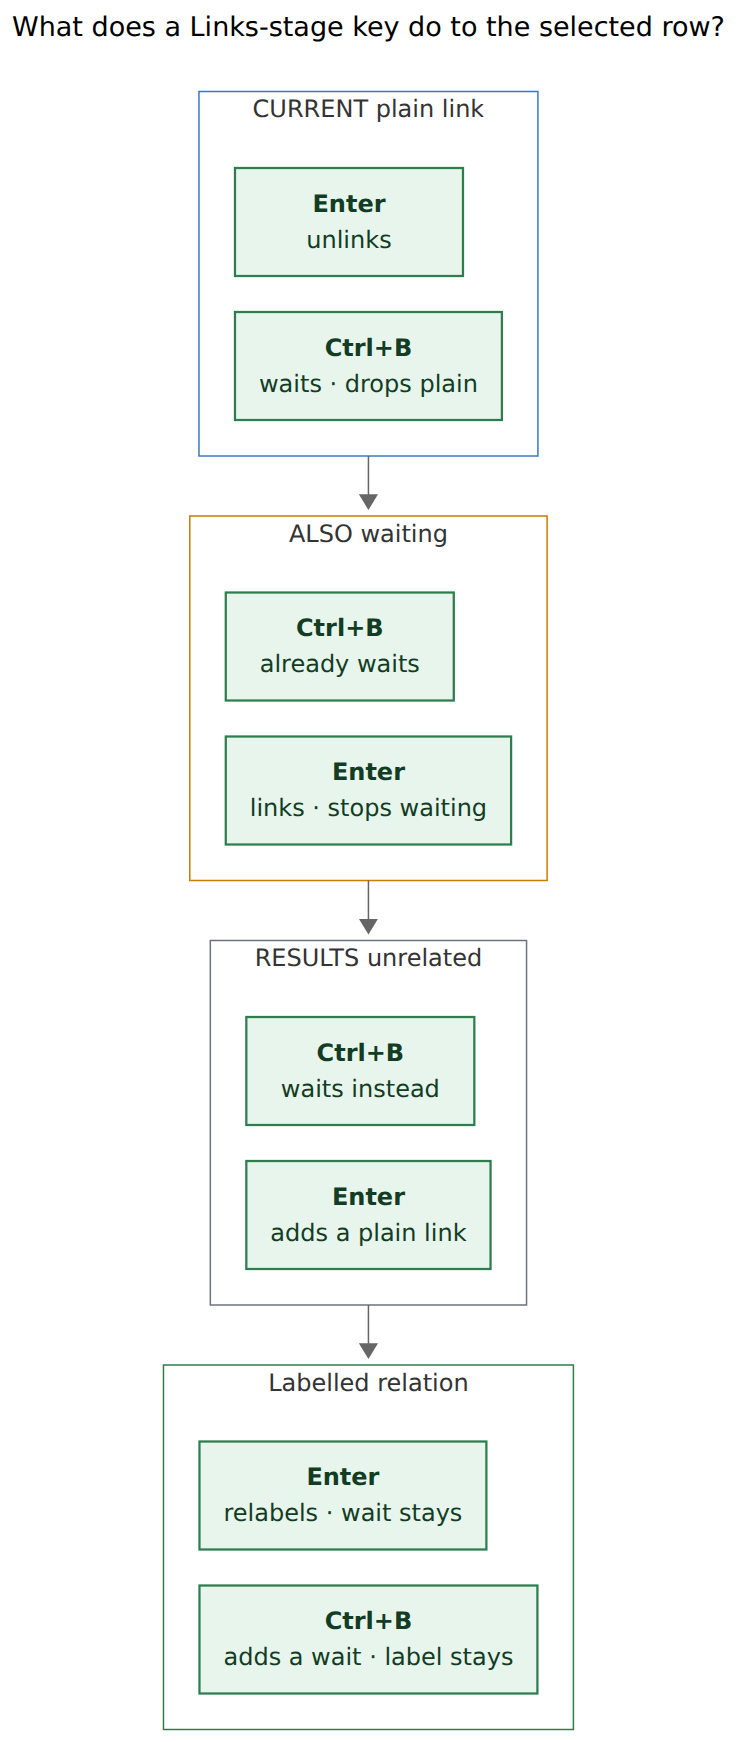 What does a Links-stage key do to the selected row?
CURRENT plain link
Enter
unlinks
Ctrl+B
waits · drops plain
ALSO waiting
Ctrl+B
already waits
Enter
links · stops waiting
RESULTS unrelated
Ctrl+B
waits instead
Enter
adds a plain link
Labelled relation
Enter
relabels · wait stays
Ctrl+B
adds a wait · label stays